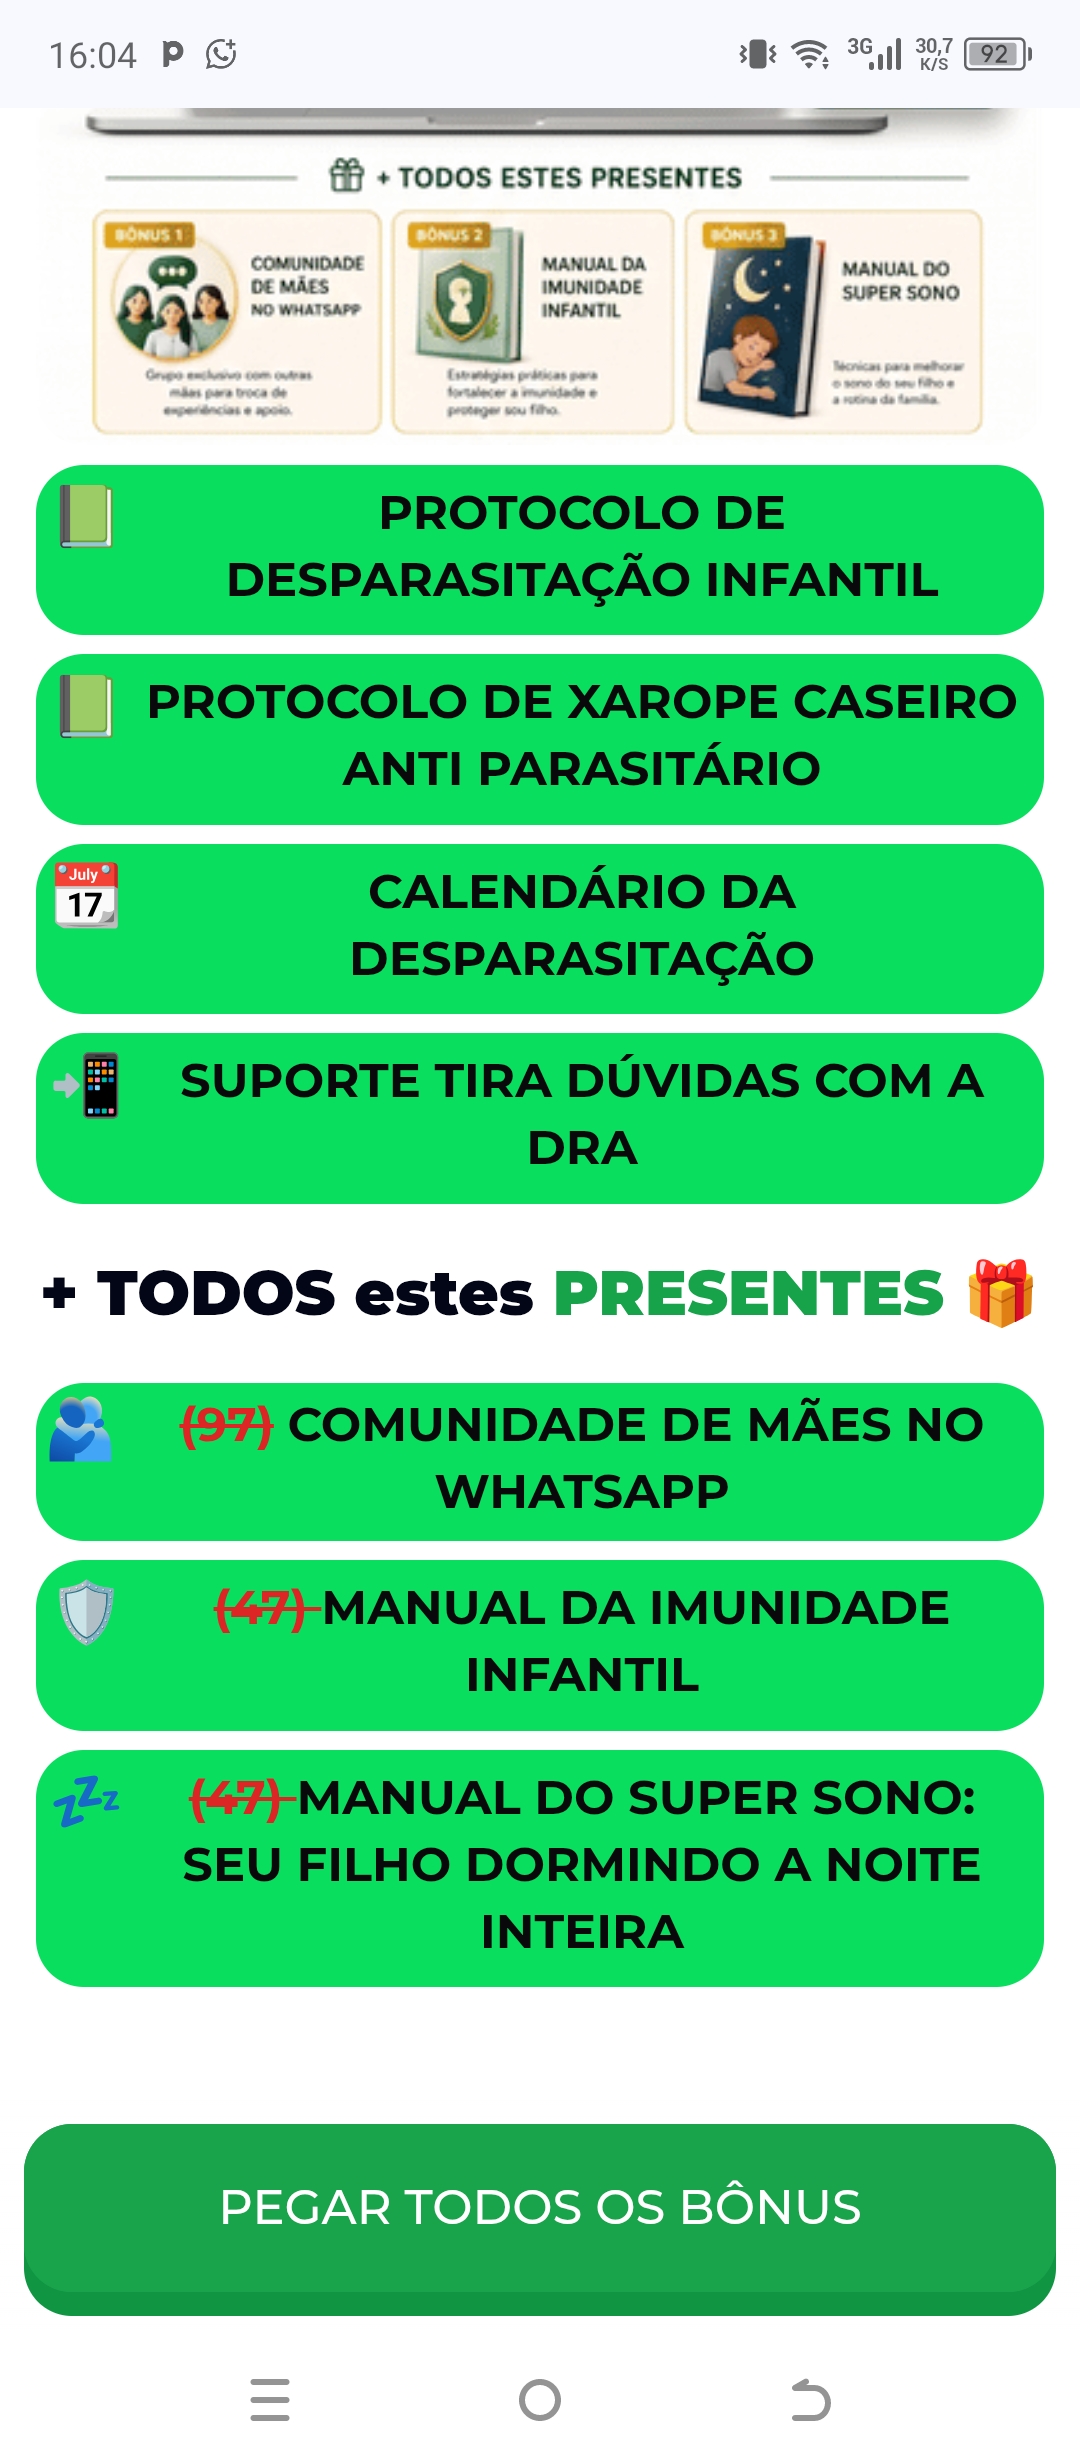 16:04
3G
30,7
K/S
92
+ TODOS ESTES PRESENTES
BÔNUS 1
COMUNIDADE
DE MÃES
NO WHATSAPP
Grupo exclusivo com outras
mães para troca de
experiências e apoio.
BÔNUS 2
MANUAL DA
IMUNIDADE
INFANTIL
Estratégias práticas para
fortalecer a imunidade e
proteger seu filho.
BÔNUS 3
MANUAL DO
SUPER SONO
Técnicas para melhorar
o sono do seu filho e
a rotina da família.
PROTOCOLO DE
DESPARASITAÇÃO INFANTIL
PROTOCOLO DE XAROPE CASEIRO
ANTI PARASITÁRIO
July
17
CALENDÁRIO DA
DESPARASITAÇÃO
SUPORTE TIRA DÚVIDAS COM A
DRA
+ TODOS estes PRESENTES
(97) COMUNIDADE DE MÃES NO
WHATSAPP
(47) MANUAL DA IMUNIDADE
INFANTIL
zzz
(47) MANUAL DO SUPER SONO:
SEU FILHO DORMINDO A NOITE
INTEIRA
PEGAR TODOS OS BÔNUS